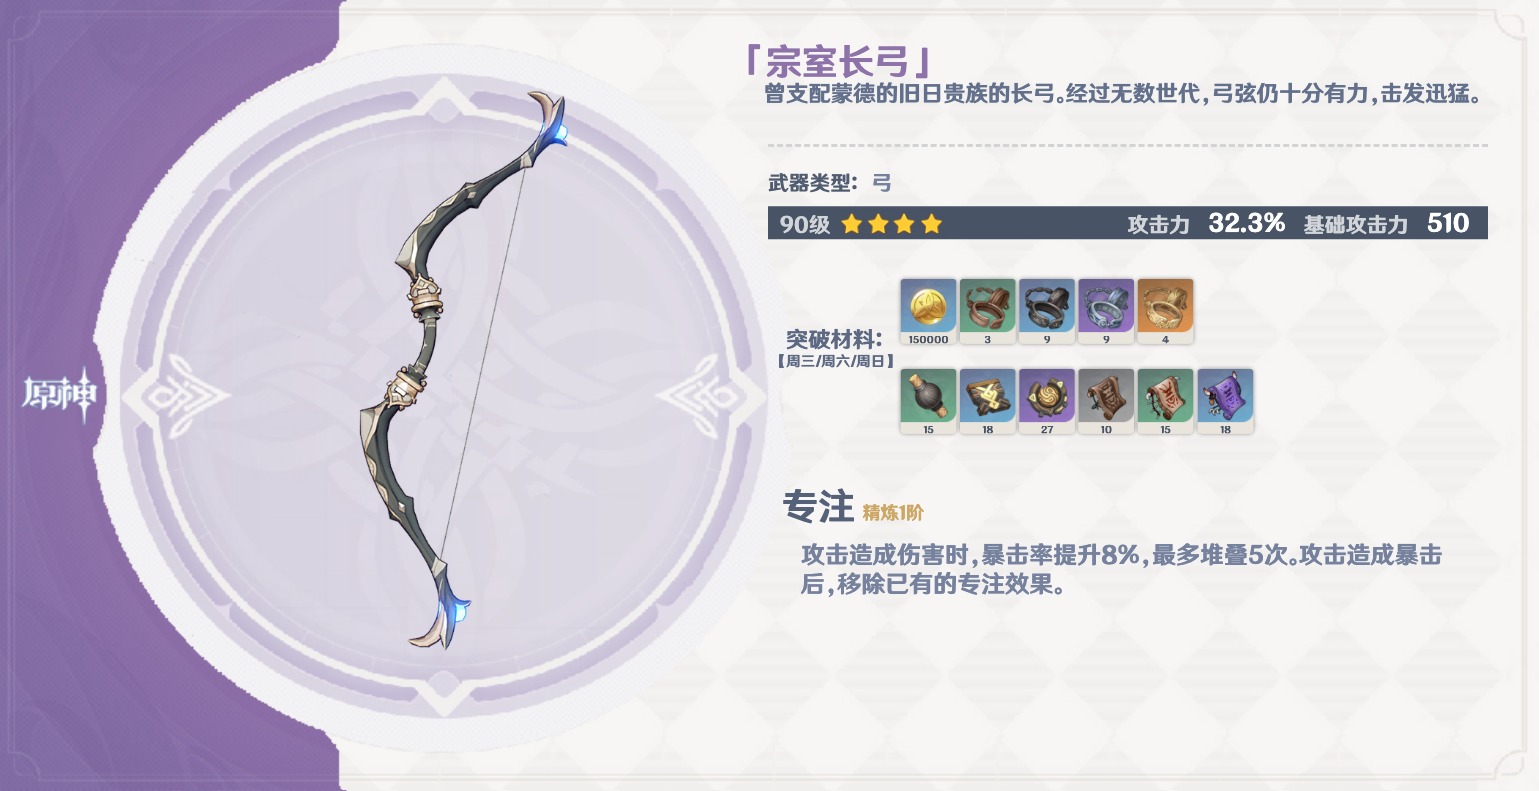 「宗室长弓」
曾支配蒙德的旧日贵族的长弓。经过无数世代,弓弦仍十分有力,击发迅猛。
武器类型: 弓
90级 攻击力 32.3% 基础攻击力 510
150000 3 9 9 4
突破材料:
【周三/周六/周日】
15 18 27 10 15 18
原神
专注 精炼1阶
攻击造成伤害时,暴击率提升8%,最多堆叠5次。攻击造成暴击
后,移除已有的专注效果。